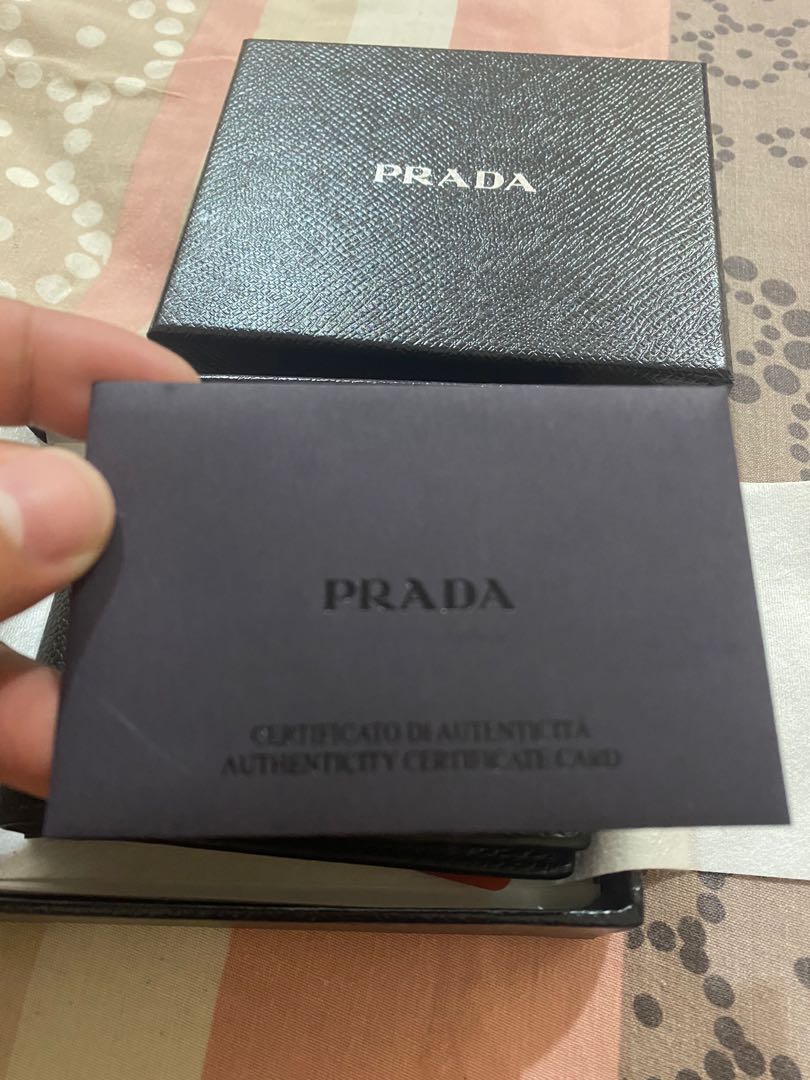 PRADA
PRADA
CERTIFICATO DI AUTENTICITÀ
AUTHENTICITY CERTIFICATE CARD